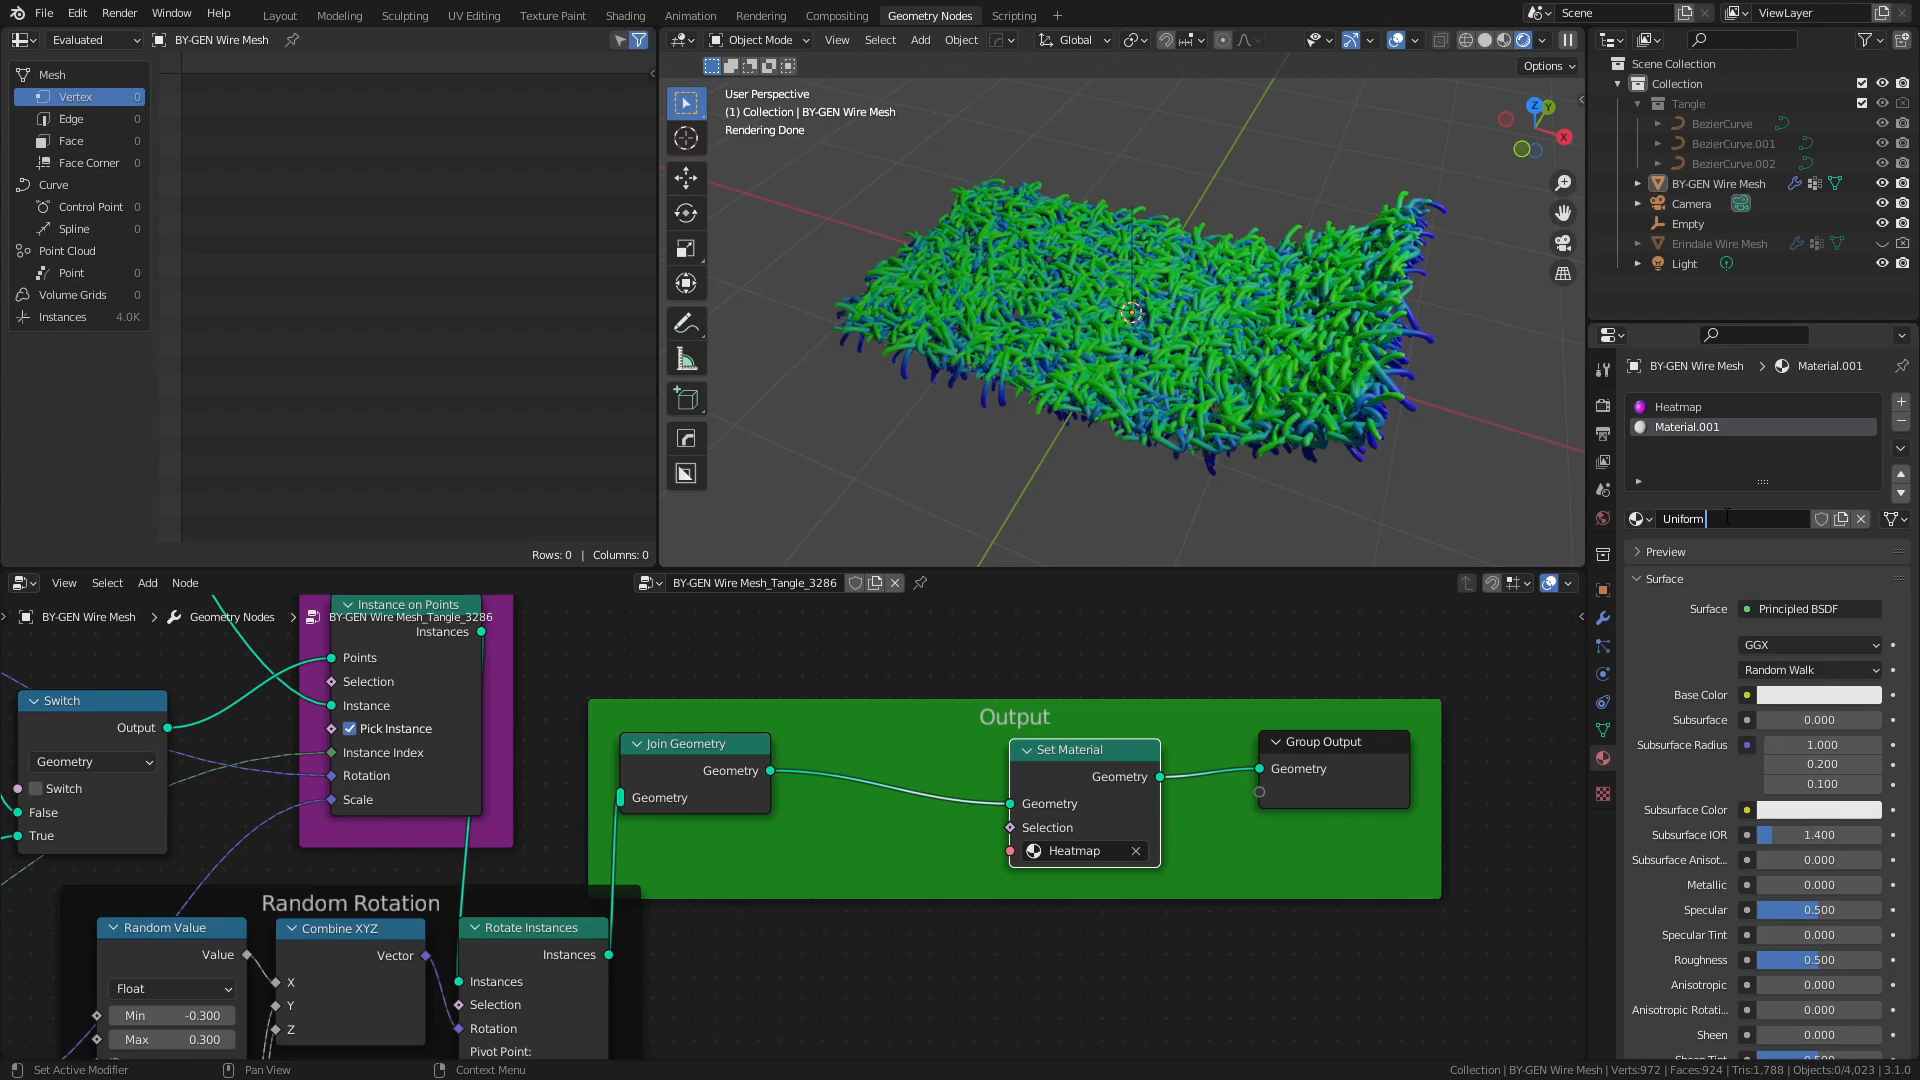 File Edit Render Window Help Layout Modeling Sculpting UV Editing Texture Paint Shading Animation Rendering Compositing Geometry Nodes Scripting + Scene ViewLayer
Evaluated BY-GEN Wire Mesh
Object Mode View Select Add Object Global
Options
Mesh
Vertex 0
Edge 0
Face 0
Face Corner 0
Curve
Control Point 0
Spline 0
Point Cloud
Point 0
Volume Grids 0
Instances 4.0K
Rows: 0 | Columns: 0
User Perspective
(1) Collection | BY-GEN Wire Mesh
Rendering Done
Z
Y
X
Scene Collection
Collection
Tangle
BezierCurve
BezierCurve.001
BezierCurve.002
BY-GEN Wire Mesh
Camera
Empty
Erindale Wire Mesh
Light
BY-GEN Wire Mesh > Material.001
Heatmap
Material.001
Uniform
Preview
Surface
Surface Principled BSDF
GGX
Random Walk
Base Color
Subsurface 0.000
Subsurface Radius 1.000
0.200
0.100
Subsurface Color
Subsurface IOR 1.400
Subsurface Anisot... 0.000
Metallic 0.000
Specular 0.500
Specular Tint 0.000
Roughness 0.500
Anisotropic 0.000
Anisotropic Rotati... 0.000
Sheen 0.000
Sheen Tint 0.500
View Select Add Node BY-GEN Wire Mesh_Tangle_3286
BY-GEN Wire Mesh > Geometry Nodes > BY-GEN Wire Mesh_Tangle_3286
Instance on Points
Instances
Points
Selection
Instance
Pick Instance
Instance Index
Rotation
Scale
Switch
Output
Geometry
Switch
False
True
Output
Join Geometry
Geometry
Geometry
Set Material
Geometry
Geometry
Selection
Heatmap
Group Output
Geometry
Random Rotation
Random Value
Value
Float
Min -0.300
Max 0.300
Combine XYZ
Vector
X
Y
Z
Rotate Instances
Instances
Instances
Selection
Rotation
Pivot Point:
Set Active Modifier Pan View Context Menu Collection | BY-GEN Wire Mesh | Verts:972 | Faces:924 | Tris:1,788 | Objects:0/4,023 | 3.1.0